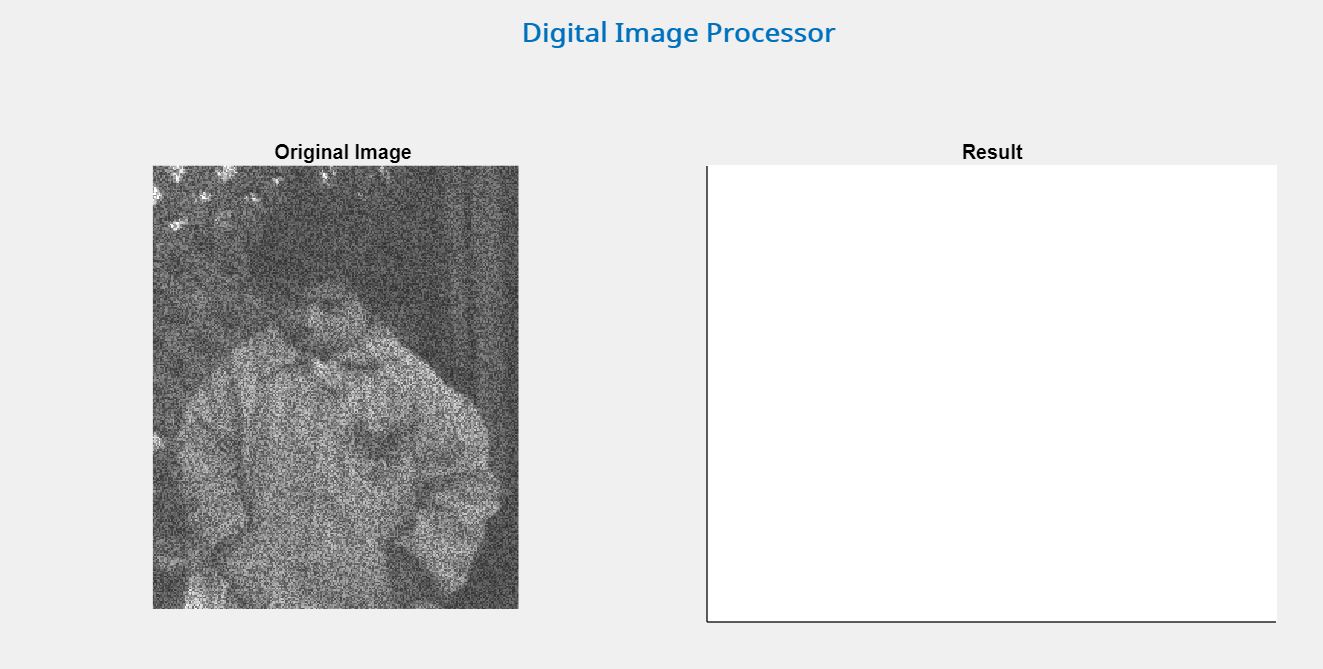 Digital Image Processor
Original Image
Result